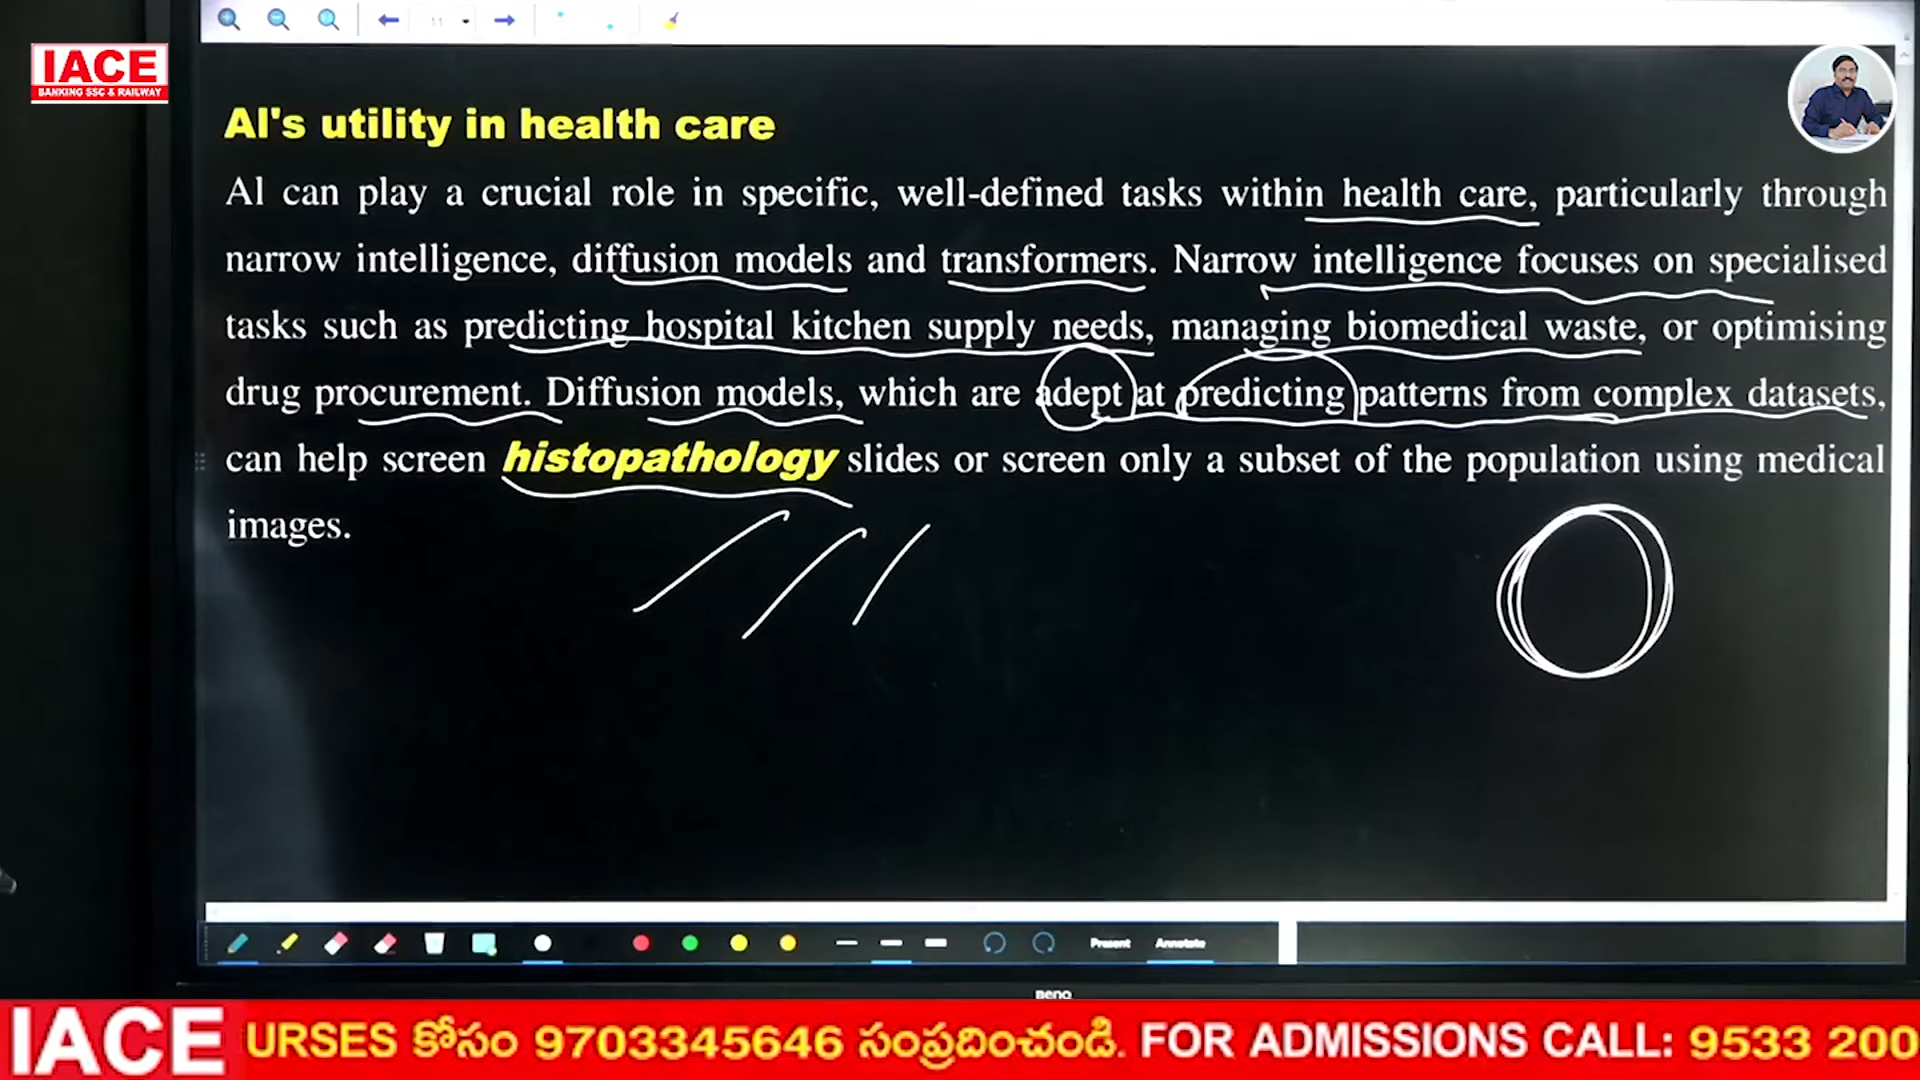 11
IACE
BANKING SSC & RAILWAY
AI's utility in health care
AI can play a crucial role in specific, well-defined tasks within health care, particularly through
narrow intelligence, diffusion models and transformers. Narrow intelligence focuses on specialised
tasks such as predicting hospital kitchen supply needs, managing biomedical waste, or optimising
drug procurement. Diffusion models, which are adept at predicting patterns from complex datasets,
can help screen histopathology slides or screen only a subset of the population using medical
images.
Present Annotate
BenQ
IACE URSES కోసం 9703345646 సంప్రదించండి. FOR ADMISSIONS CALL: 9533 200